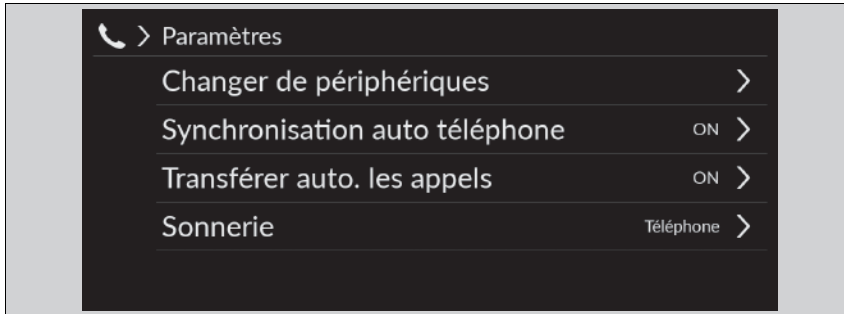 Paramètres
Changer de périphériques
Synchronisation auto téléphone ON
Transférer auto. les appels ON
Sonnerie Téléphone